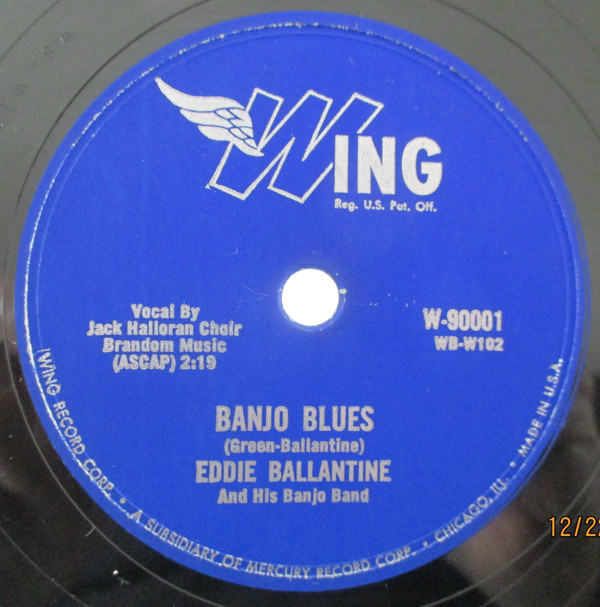 WING
Reg. U.S. Pat. Off.
Vocal By
Jack Halloran Choir
Brandom Music
(ASCAP) 2:19
W-90001
WB-W102
BANJO BLUES
(Green-Ballantine)
EDDIE BALLANTINE
And His Banjo Band
WING RECORD CORP. • A SUBSIDIARY OF MERCURY RECORD CORP. • CHICAGO, ILL. • MADE IN U.S.A.
12/22